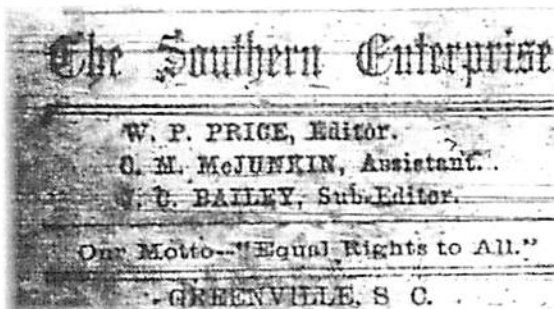 The Southern Enterprise
W. P. PRICE, Editor.
C. M. McJUNKIN, Assistant.
J. C. BAILEY, Sub.Editor.
Our Motto--"Equal Rights to All."
GREENVILLE, S C.